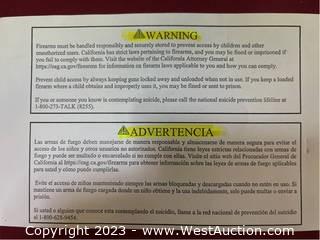 WARNING
Firearms must be handled responsibly and securely stored to prevent access by children and other
unauthorized users. California has strict laws pertaining to firearms, and you may be fined or imprisoned if
you fail to comply with them. Visit the website of the California Attorney General at
https://oag.ca.gov/firearms for information on firearm laws applicable to you and how you can comply.
Prevent child access by always keeping guns locked away and unloaded when not in use. If you keep a loaded
firearm where a child obtains and improperly uses it, you may be fined or sent to prison.
If you or someone you know is contemplating suicide, please call the national suicide prevention lifeline at
1-800-273-TALK (8255).
ADVERTENCIA
Las armas de fuego deben manejarse de manera responsable y almacenarse de manera segura para evitar el
acceso de los niños y otros usuarios no autorizados. California tiene leyes estrictas relacionadas con armas de
fuego y puede ser multado o encarcelado si no cumple con ellas. Visite el sitio web del Procurador General de
California al https://oag.ca.gov/firearms para obtener información sobre las leyes de armas de fuego aplicables
para usted y cómo puede cumplirlas.
Evite el acceso de niños manteniendo siempre las armas bloqueadas y descargadas cuando no estén en uso. Si
mantiene un arma de fuego cargada donde un niño obtiene y la usa indebidamente, solo puede multar o enviar a
prisión.
Si usted o alguien que conoce esta contemplando el suicidio, llame a la red nacional de prevención del suicidio
al 1-888-628-9454.
Copyright 2023 - www.WestAuction.com